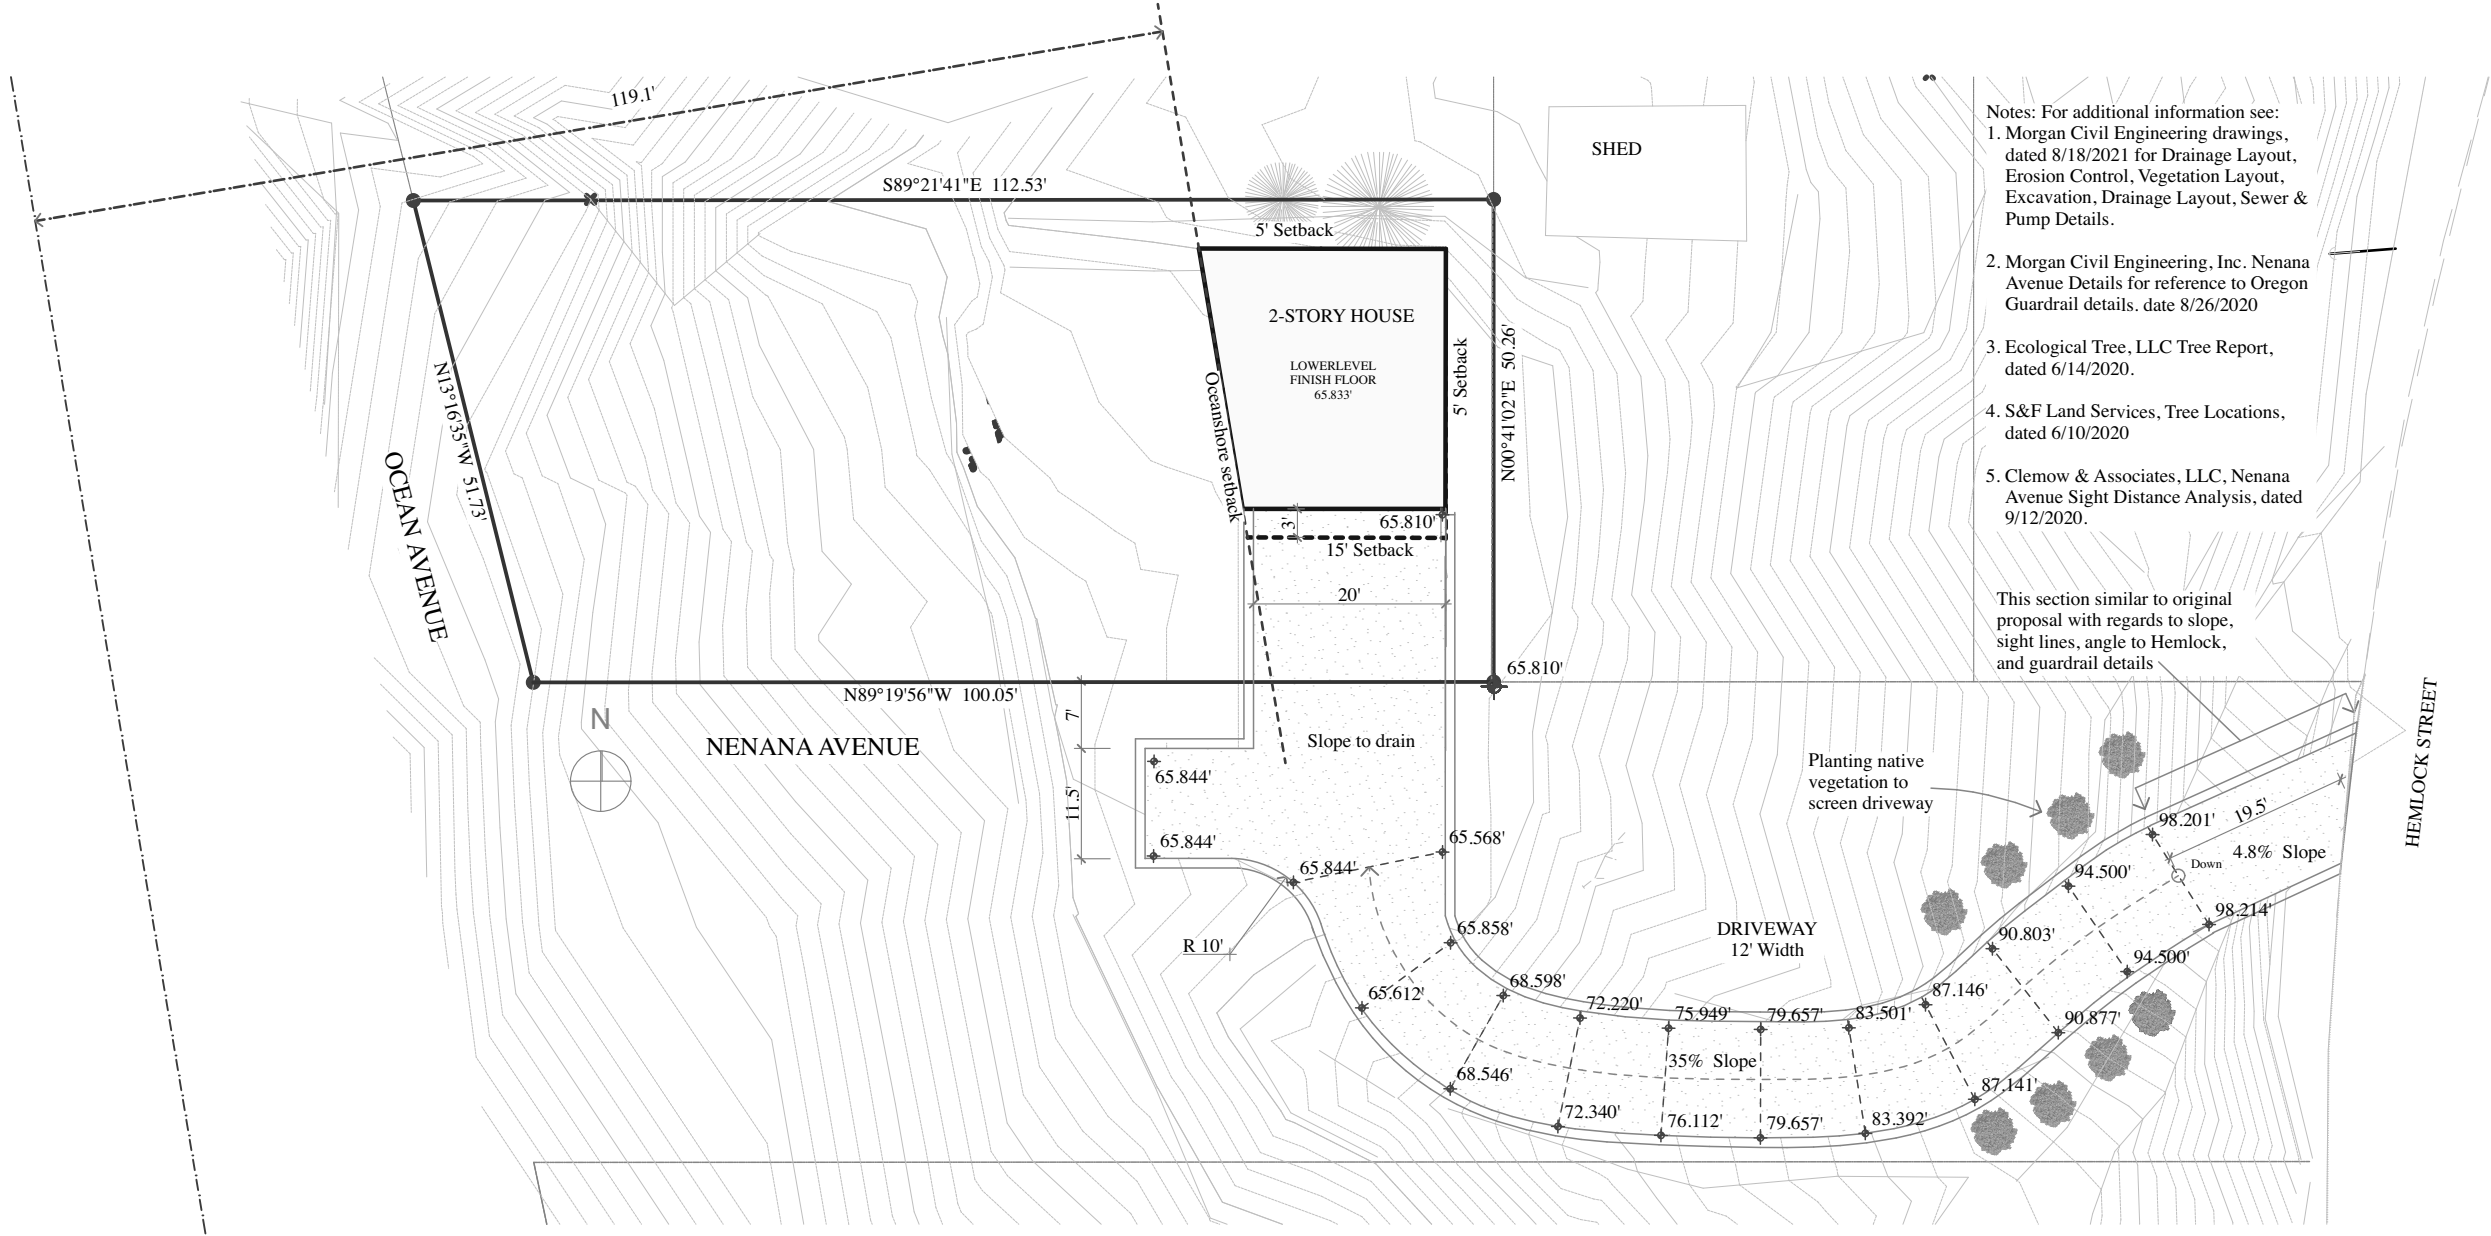 119.1'
S89°21'41"E  112.53'
5' Setback
SHED
Notes: For additional information see:
1. Morgan Civil Engineering drawings,
dated 8/18/2021 for Drainage Layout,
Erosion Control, Vegetation Layout,
Excavation, Drainage Layout, Sewer &
Pump Details.
2. Morgan Civil Engineering, Inc. Nenana
Avenue Details for reference to Oregon
Guardrail details. date 8/26/2020
3. Ecological Tree, LLC Tree Report,
dated 6/14/2020.
4. S&F Land Services, Tree Locations,
dated 6/10/2020
5. Clemow & Associates, LLC, Nenana
Avenue Sight Distance Analysis, dated
9/12/2020.
2-STORY HOUSE
LOWERLEVEL
FINISH FLOOR
65.833'
Oceanshore setback
5' Setback
N00°41'02"E  50.26'
N13°16'35"W  51.73'
OCEAN AVENUE
3'
65.810'
15' Setback
20'
This section similar to original
proposal with regards to slope,
sight lines, angle to Hemlock,
and guardrail details
65.810'
N89°19'56"W  100.05'
N
NENANA AVENUE
7'
11.5'
Slope to drain
65.844'
65.844'
65.844'
65.568'
R 10'
65.858'
65.612'
68.598'
68.546'
72.220'
72.340'
75.949'
76.112'
35%  Slope
79.657'
79.657'
83.501'
83.392'
87.146'
87.141'
90.803'
90.877'
94.500'
94.500'
98.201'
98.214'
DRIVEWAY
12' Width
Planting native
vegetation to
screen driveway
19.5'
4.8%  Slope
Down
HEMLOCK STREET